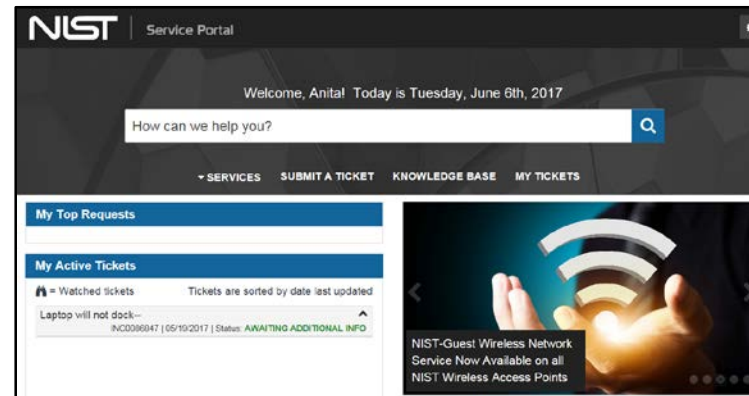 NIST Service Portal
Welcome, Anita! Today is Tuesday, June 6th, 2017
How can we help you?
SERVICES SUBMIT A TICKET KNOWLEDGE BASE MY TICKETS
My Top Requests
My Active Tickets
= Watched tickets Tickets are sorted by date last updated
Laptop will not dock--
INC0086847 | 05/19/2017 | Status: AWAITING ADDITIONAL INFO
NIST-Guest Wireless Network
Service Now Available on all
NIST Wireless Access Points